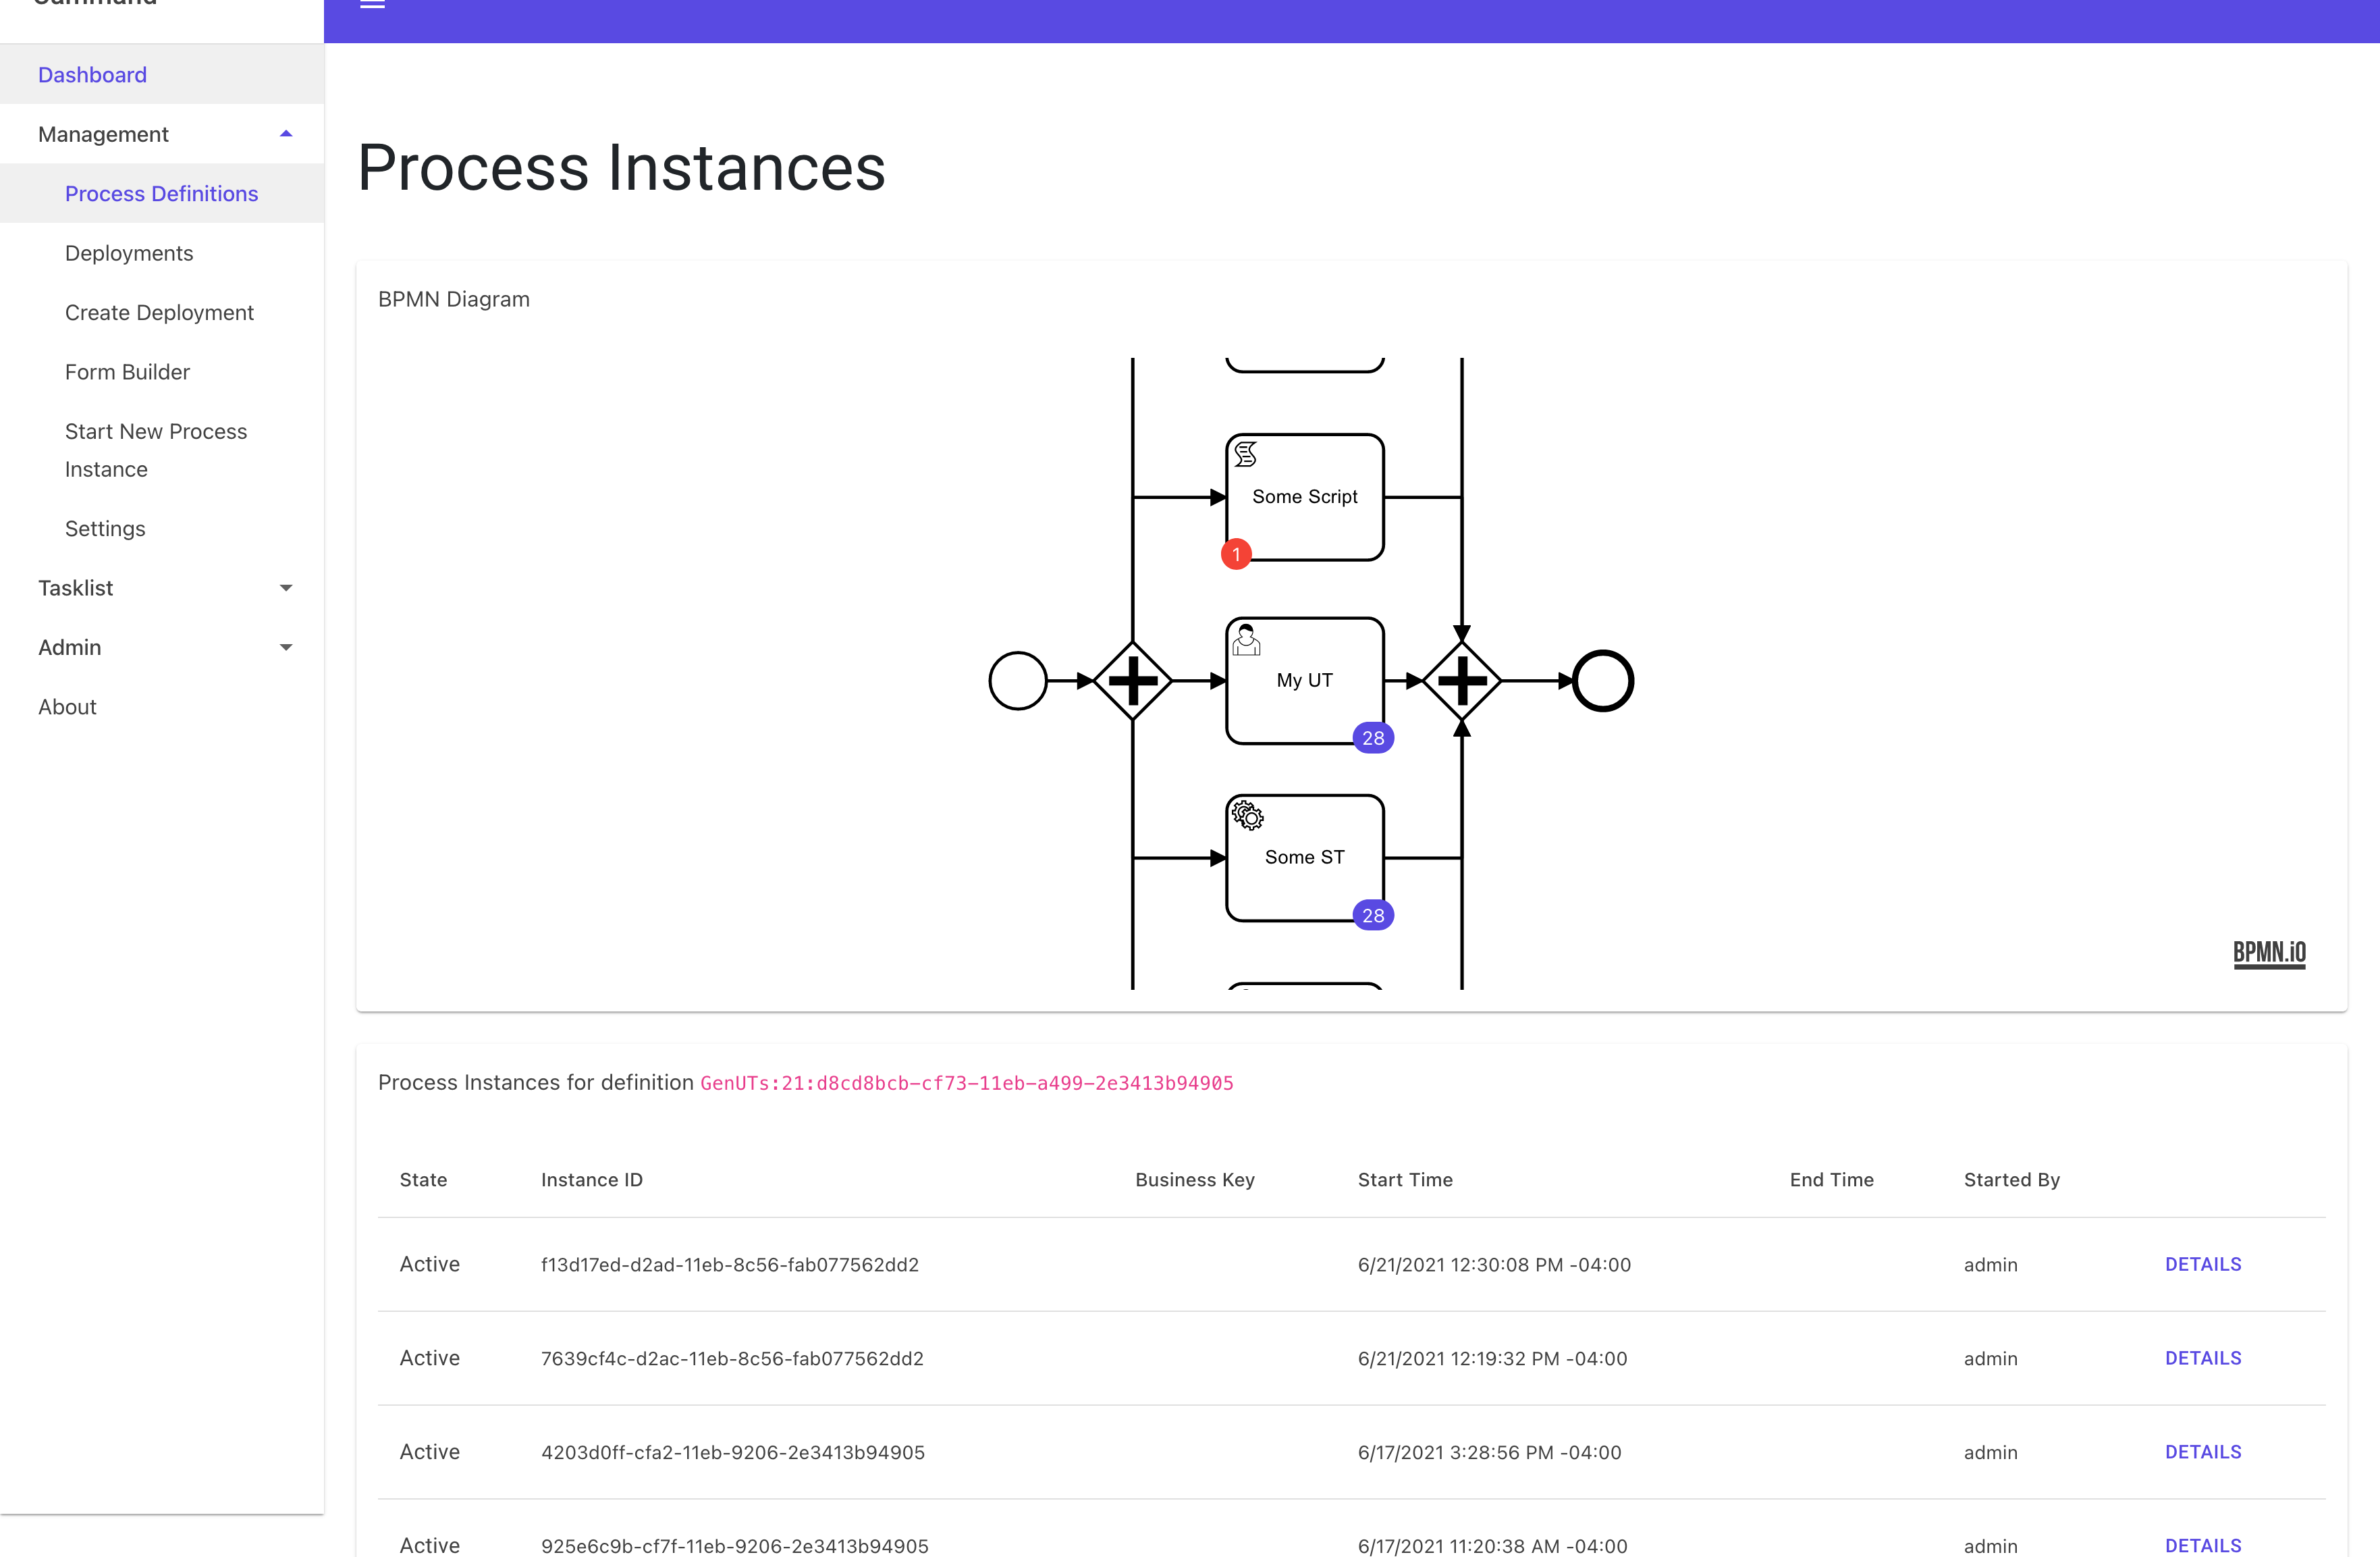 Dashboard
Management
Process Definitions
Deployments
Create Deployment
Form Builder
Start New Process
Instance
Settings
Tasklist
Admin
About
Process Instances
BPMN Diagram
Some Script
1
My UT
28
Some ST
28
BPMN.iO
Process Instances for definition GenUTs:21:d8cd8bcb-cf73-11eb-a499-2e3413b94905
State Instance ID Business Key Start Time End Time Started By
Active f13d17ed-d2ad-11eb-8c56-fab077562dd2 6/21/2021 12:30:08 PM -04:00 admin DETAILS
Active 7639cf4c-d2ac-11eb-8c56-fab077562dd2 6/21/2021 12:19:32 PM -04:00 admin DETAILS
Active 4203d0ff-cfa2-11eb-9206-2e3413b94905 6/17/2021 3:28:56 PM -04:00 admin DETAILS
Active 925e6c9b-cf7f-11eb-9206-2e3413b94905 6/17/2021 11:20:38 AM -04:00 admin DETAILS